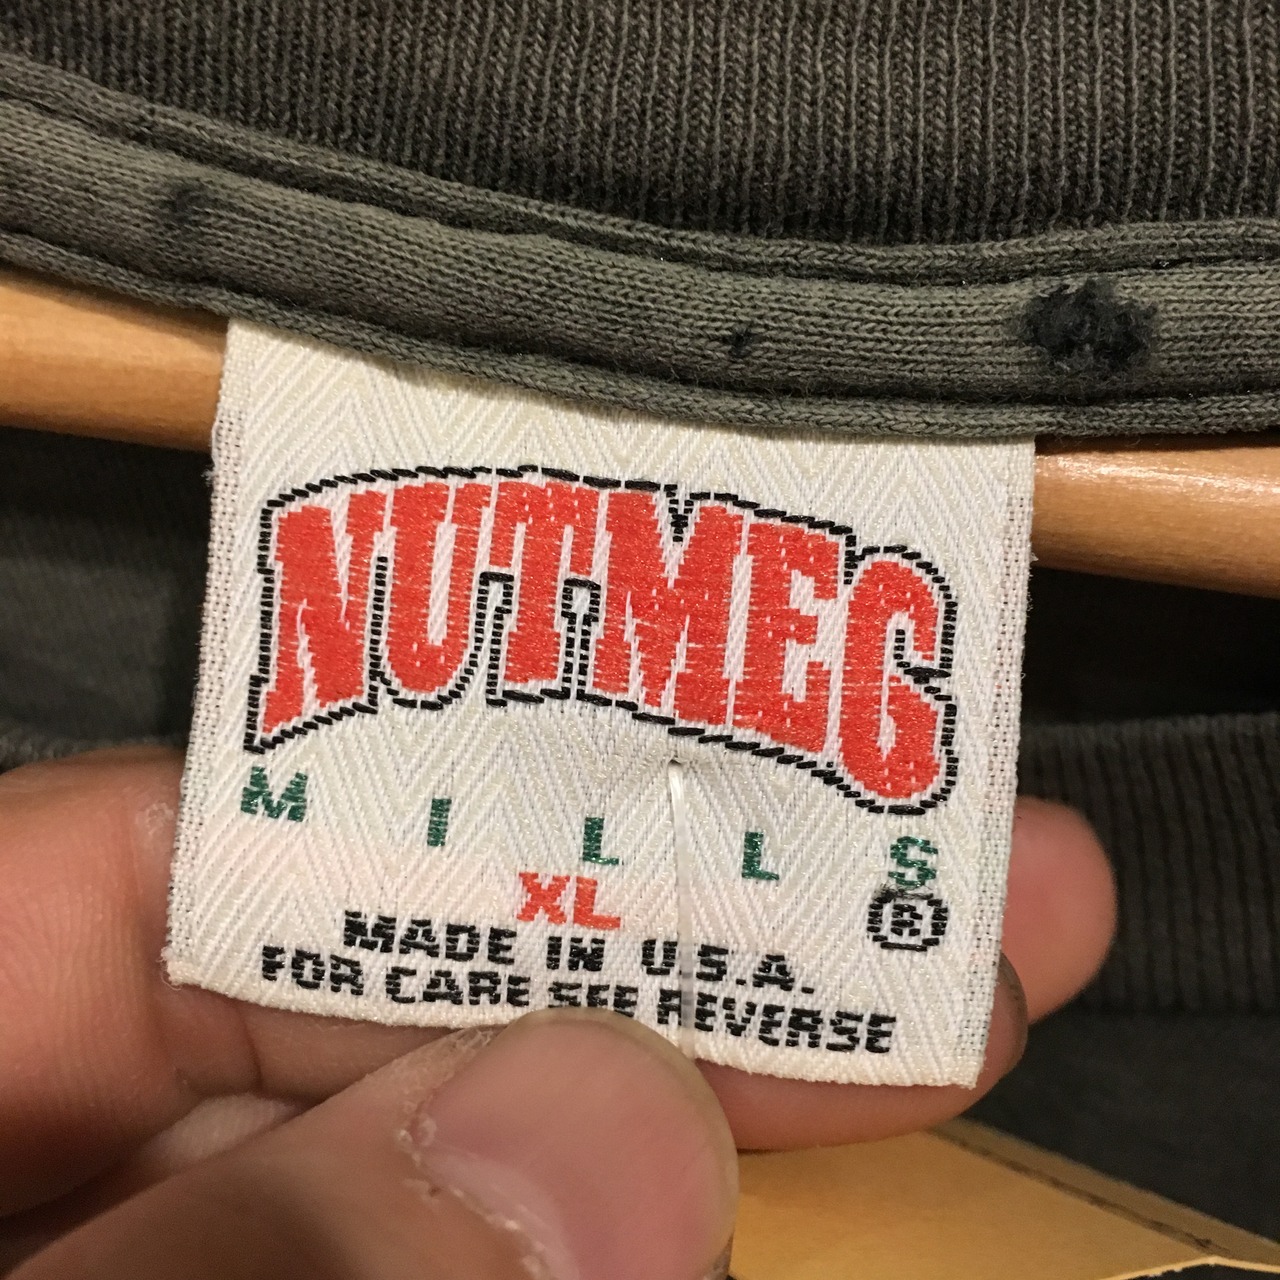 NUTMEG
MILLS
XL
®
MADE IN U.S.A.
FOR CARE SEE REVERSE